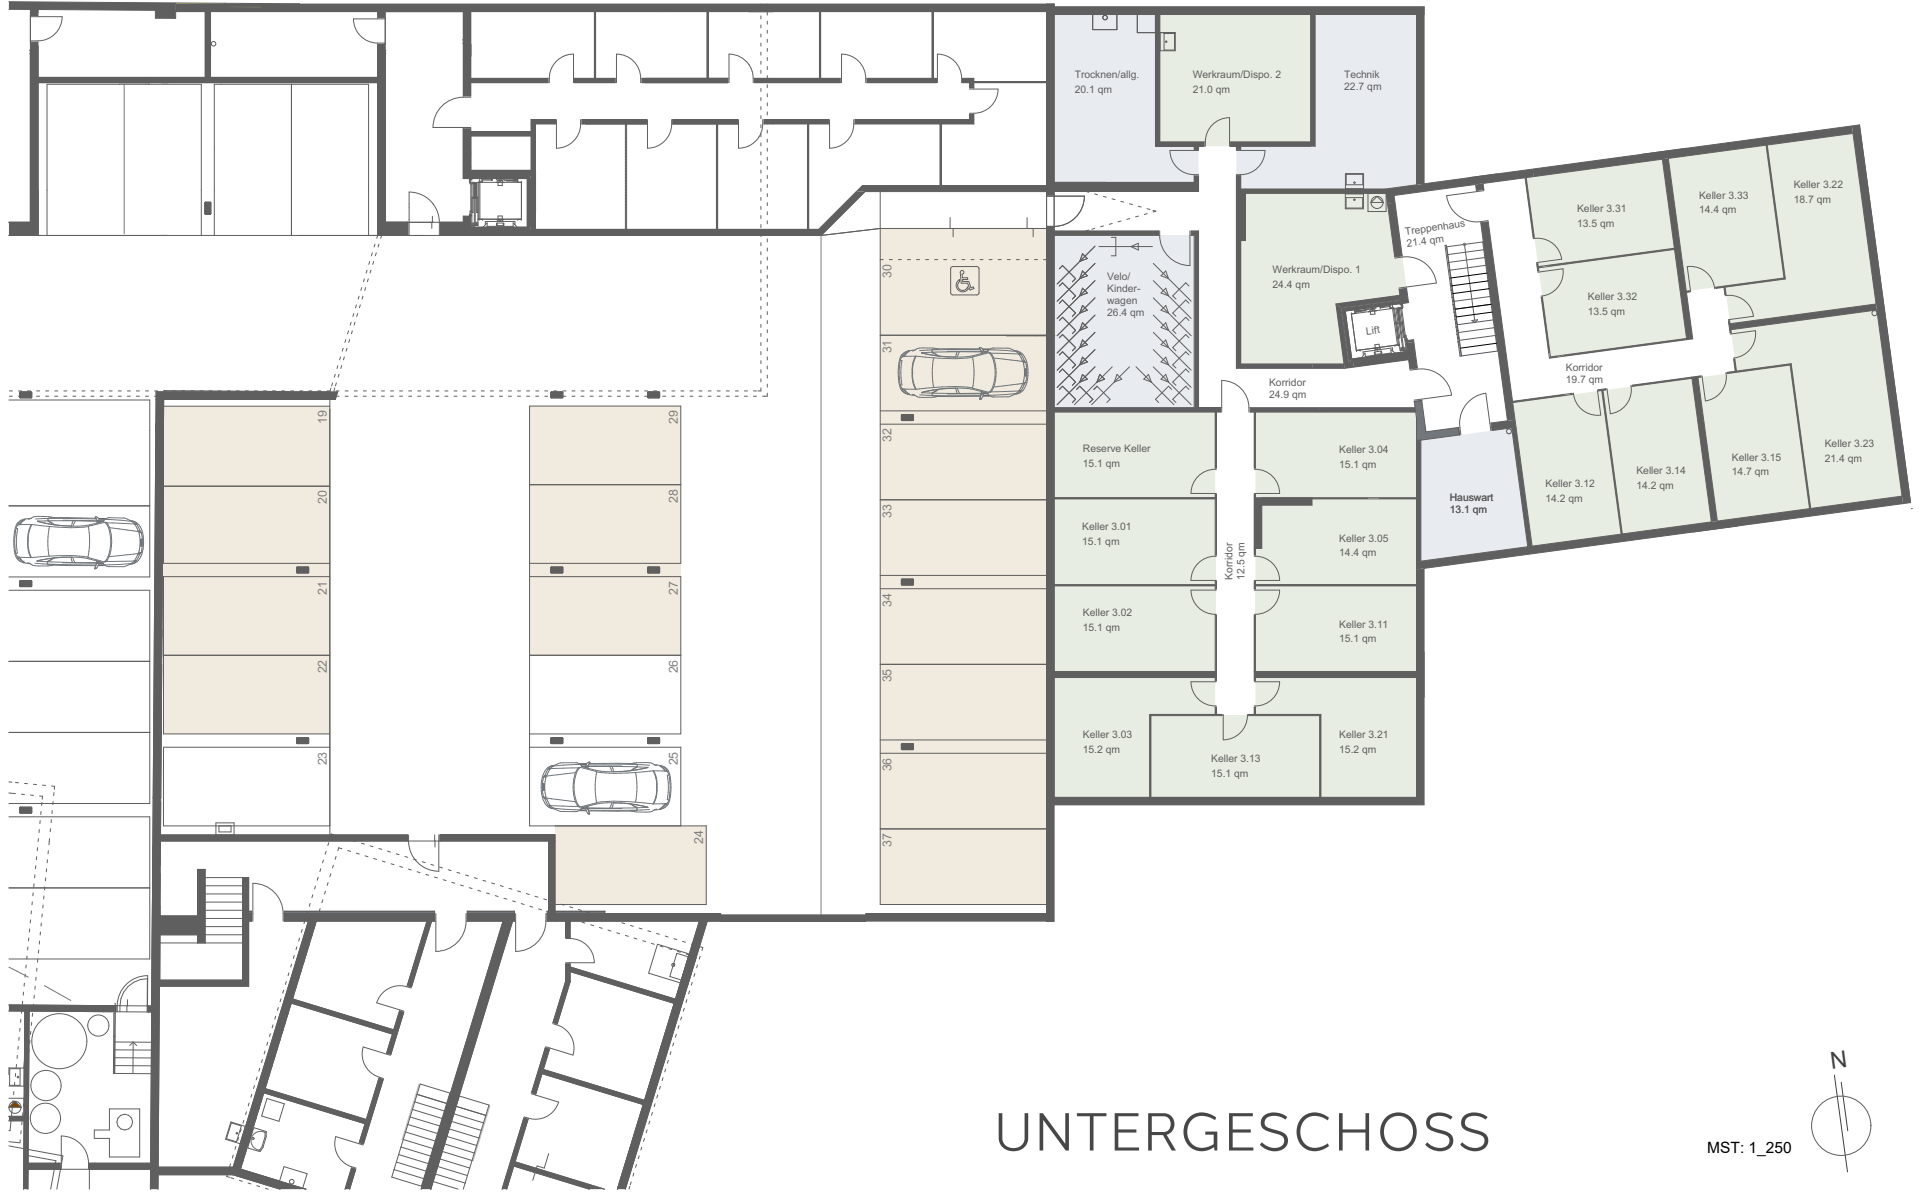 Trocknen/allg.
20.1 qm
Werkraum/Dispo. 2
21.0 qm
Technik
22.7 qm
Treppenhaus
21.4 qm
Keller 3.31
13.5 qm
Keller 3.33
14.4 qm
Keller 3.22
18.7 qm
Velo/
Kinder-
wagen
26.4 qm
Werkraum/Dispo. 1
24.4 qm
Lift
Keller 3.32
13.5 qm
Korridor
24.9 qm
Korridor
19.7 qm
Reserve Keller
15.1 qm
Keller 3.04
15.1 qm
Hauswart
13.1 qm
Keller 3.12
14.2 qm
Keller 3.14
14.2 qm
Keller 3.15
14.7 qm
Keller 3.23
21.4 qm
Keller 3.01
15.1 qm
Korridor
12.5 qm
Keller 3.05
14.4 qm
Keller 3.02
15.1 qm
Keller 3.11
15.1 qm
Keller 3.03
15.2 qm
Keller 3.13
15.1 qm
Keller 3.21
15.2 qm
19
20
21
22
23
29
28
27
26
25
24
30
31
32
33
34
35
36
37
UNTERGESCHOSS
MST: 1_250
N